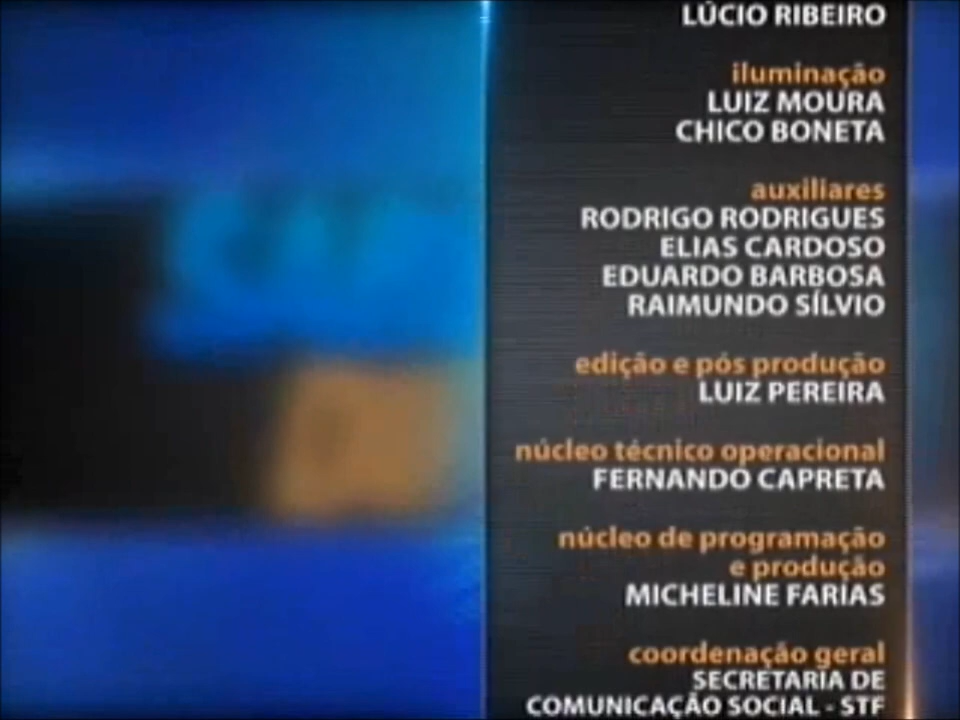 LÚCIO RIBEIRO
iluminação
LUIZ MOURA
CHICO BONETA
auxiliares
RODRIGO RODRIGUES
ELIAS CARDOSO
EDUARDO BARBOSA
RAIMUNDO SÍLVIO
edição e pós produção
LUIZ PEREIRA
núcleo técnico operacional
FERNANDO CAPRETA
núcleo de programação
e produção
MICHELINE FARIAS
coordenação geral
SECRETARIA DE
COMUNICAÇÃO SOCIAL - STF